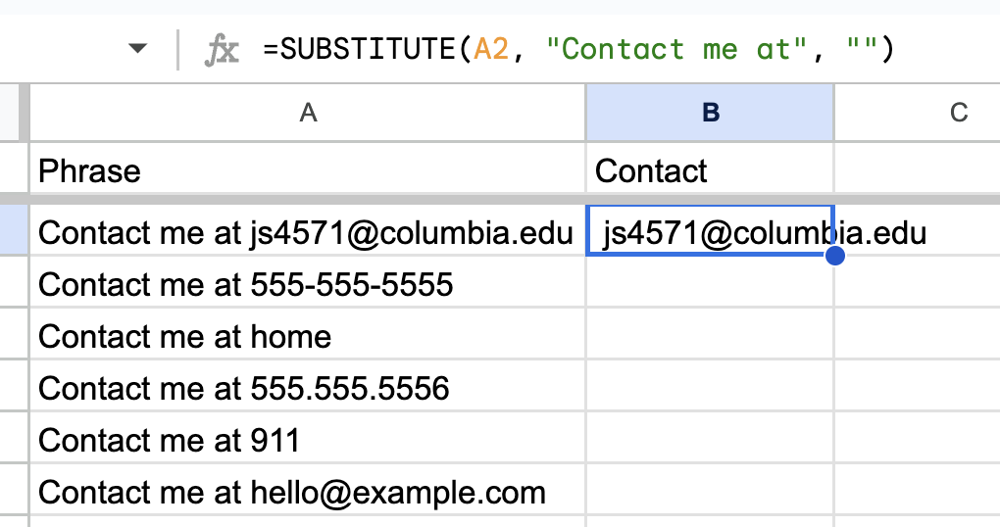 fx =SUBSTITUTE(A2, "Contact me at", "")
A B C
Phrase Contact
Contact me at js4571@columbia.edu js4571@columbia.edu
Contact me at 555-555-5555
Contact me at home
Contact me at 555.555.5556
Contact me at 911
Contact me at hello@example.com